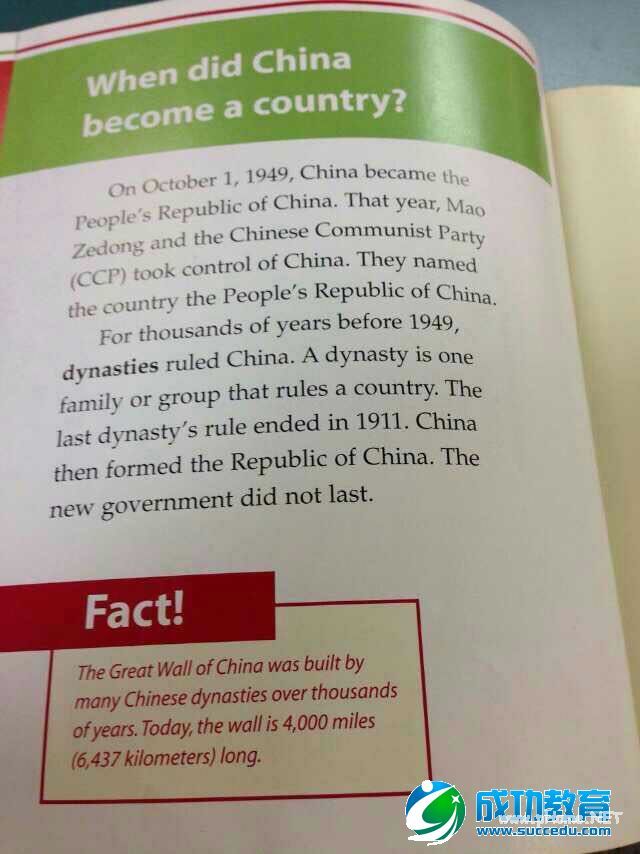 When did China
become a country?
On October 1, 1949, China became the
People's Republic of China. That year, Mao
Zedong and the Chinese Communist Party
(CCP) took control of China. They named
the country the People's Republic of China.
For thousands of years before 1949,
dynasties ruled China. A dynasty is one
family or group that rules a country. The
last dynasty's rule ended in 1911. China
then formed the Republic of China. The
new government did not last.
Fact!
The Great Wall of China was built by
many Chinese dynasties over thousands
of years. Today, the wall is 4,000 miles
(6,437 kilometers) long.
成功教育
www.succedu.com